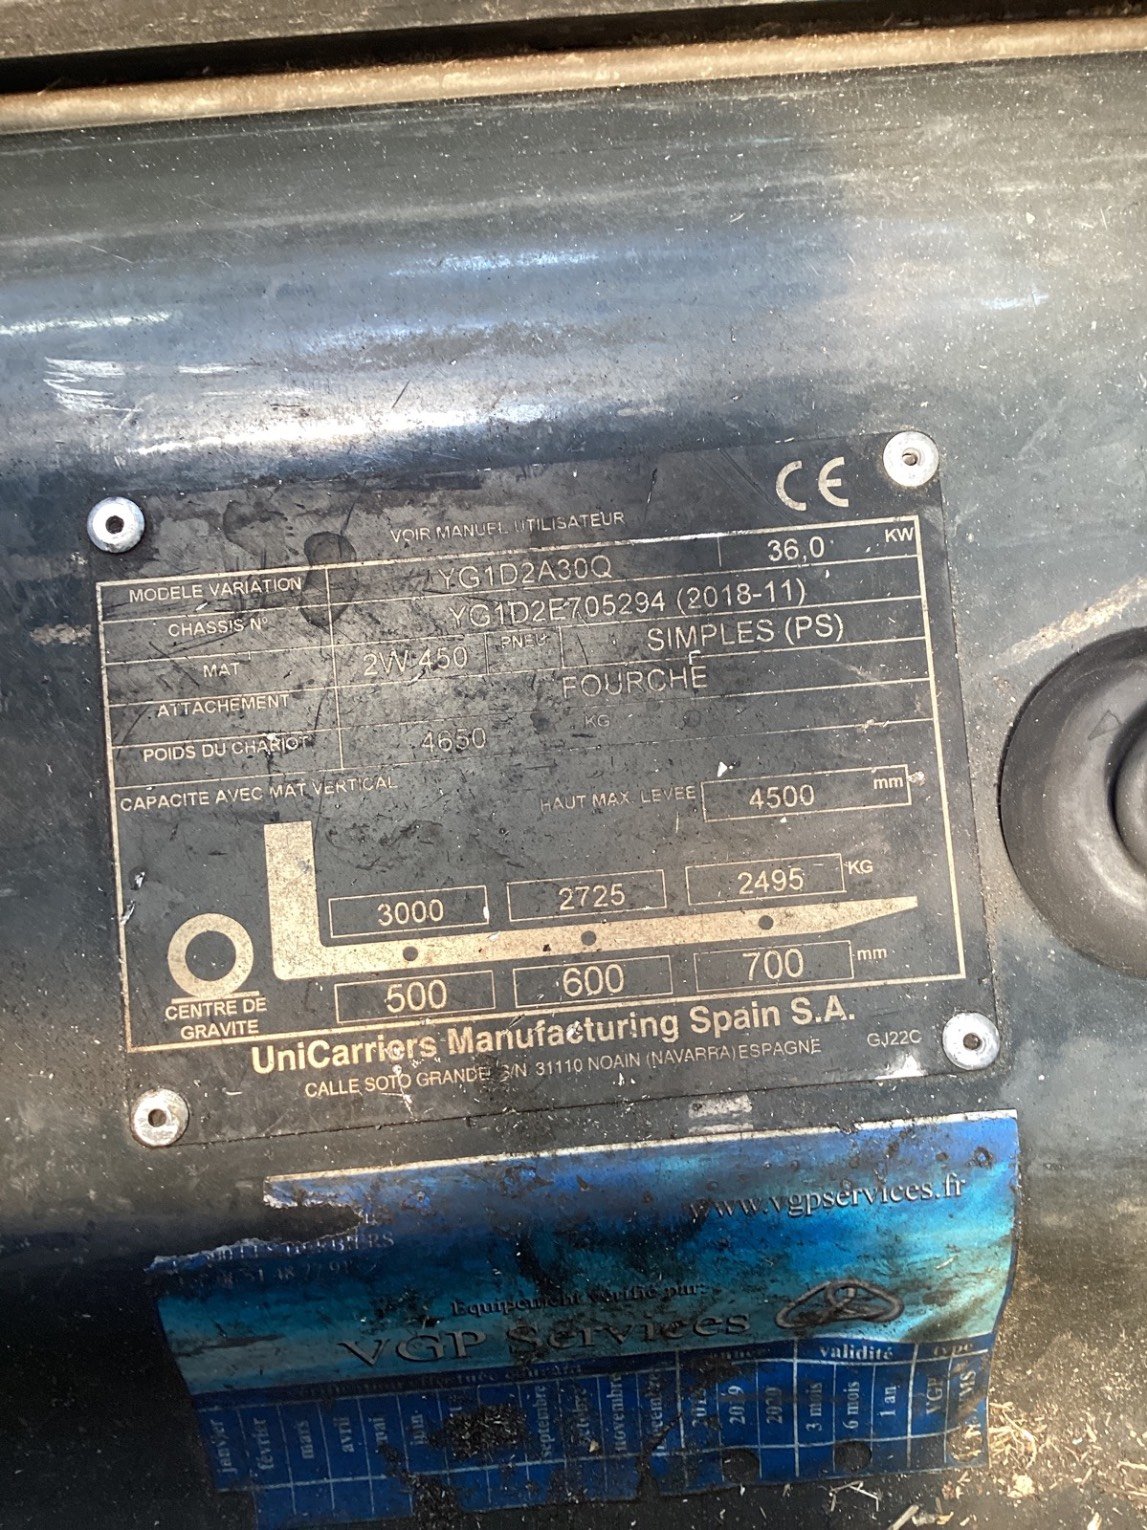 CE
VOIR MANUEL UTILISATEUR
MODELE VARIATION YG1D2A30Q 36,0 KW
CHASSIS N° YG1D2E705294 (2018-11)
MAT 2W 450 PNEU SIMPLES (PS)
ATTACHEMENT FOURCHE
POIDS DU CHARIOT 4650 KG
CAPACITE AVEC MAT VERTICAL
HAUT MAX. LEVEE 4500 mm
3000 2725 2495 KG
500 600 700 mm
CENTRE DE
GRAVITE
UniCarriers Manufacturing Spain S.A.
CALLE SOTO GRANDE S/N 31110 NOAIN (NAVARRA) ESPAGNE GJ22C
www.vgpservices.fr
Equipement vérifié par:
VGP Services
validité type
janvier février mars avril mai juin septembre octobre novembre décembre 2019 2020 3 mois 6 mois 1 an VGP